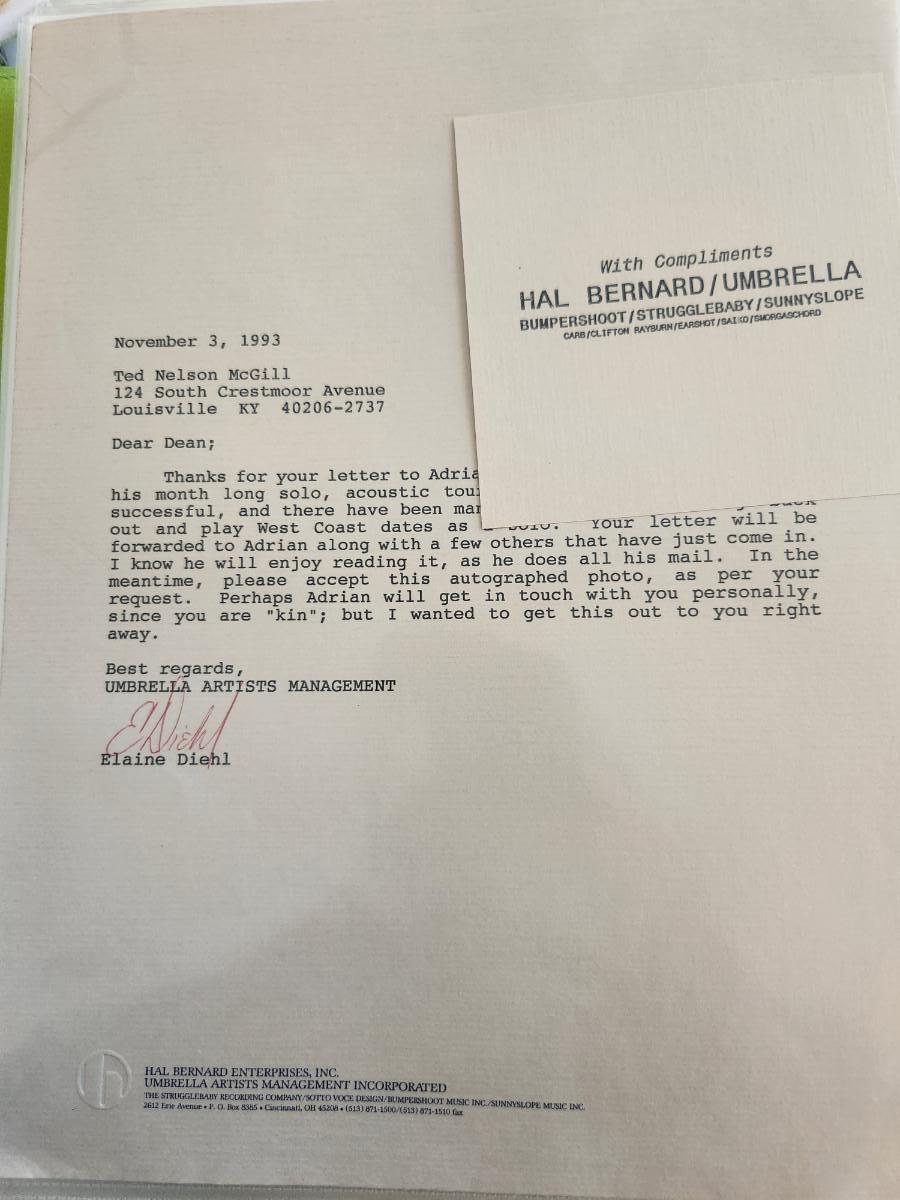 With Compliments
HAL BERNARD/UMBRELLA
BUMPERSHOOT/STRUGGLEBABY/SUNNYSLOPE
CARB/CLIFTON RAYBURN/EARSHOT/SAIKO/SMORGASCHORD
November 3, 1993
Ted Nelson McGill
124 South Crestmoor Avenue
Louisville KY 40206-2737
Dear Dean;
Thanks for your letter to
his month long solo, acoustic
successful, and there have been
out and play West Coast dates as a solo. Your letter will be
forwarded to Adrian along with a few others that have just come in.
I know he will enjoy reading it, as he does all his mail. In the
meantime, please accept this autographed photo, as per your
request. Perhaps Adrian will get in touch with you personally,
since you are "kin"; but I wanted to get this out to you right
away.
Best regards,
UMBRELLA ARTISTS MANAGEMENT
EDiehl
Elaine Diehl
h
HAL BERNARD ENTERPRISES, INC.
UMBRELLA ARTISTS MANAGEMENT INCORPORATED
THE STRUGGLEBABY RECORDING COMPANY/SOTTO VOCE DESIGN/BUMPERSHOOT MUSIC INC./SUNNYSLOPE MUSIC INC.
2612 Erie Avenue • P. O. Box 8385 • Cincinnati, OH 45208 • (513) 871-1500/(513) 871-1510 fax